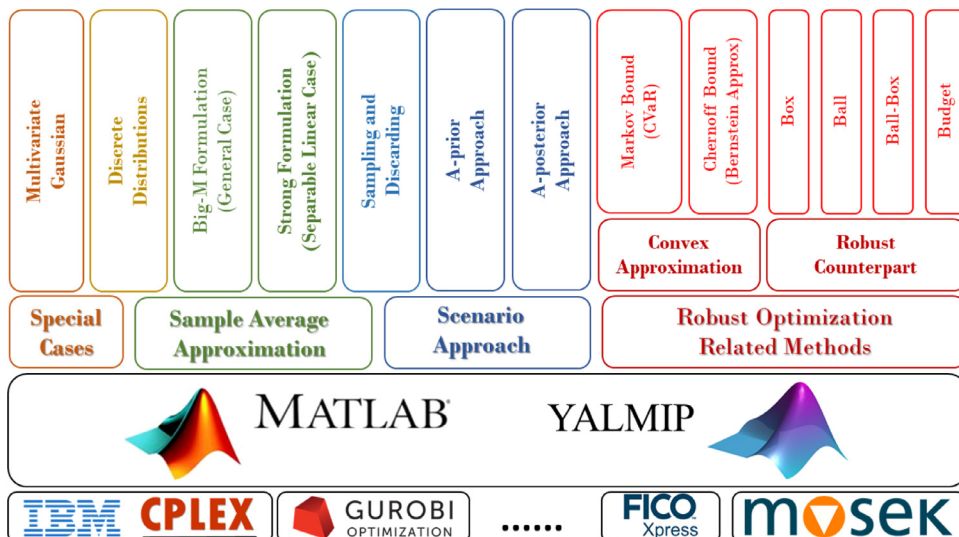 Multivariate
Gaussian
Discrete
Distributions
Big-M Formulation
(General Case)
Strong Formulation
(Separable Linear Case)
Sampling and
Discarding
A-prior
Approach
A-posterior
Approach
Markov Bound
(CVaR)
Chernoff Bound
(Bernstein Approx)
Box
Ball
Ball-Box
Budget
Convex
Approximation
Robust
Counterpart
Special
Cases
Sample Average
Approximation
Scenario
Approach
Robust Optimization
Related Methods
MATLAB®
YALMIP
IBM
CPLEX
GUROBI
OPTIMIZATION
......
FICO
Xpress
mosek